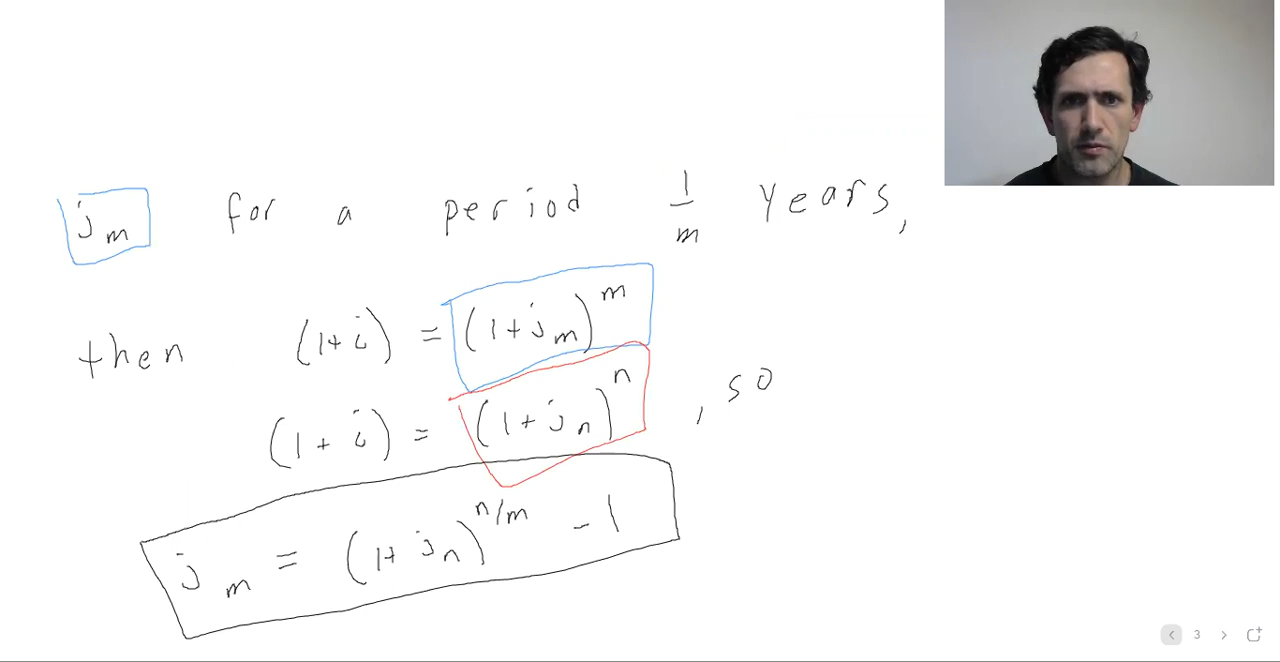 j_m for a period 1/m years,
then (1+i) = (1+j_m)^m
(1+i) = (1+j_n)^n , so
j_m = (1+j_n)^{n/m} - 1
3